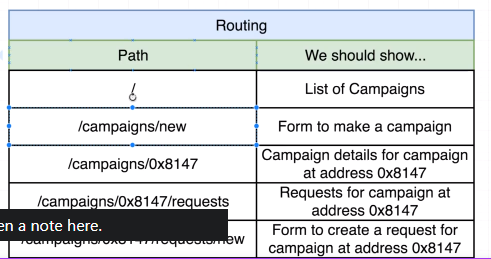 Routing
Path
We should show...
/
List of Campaigns
/campaigns/new
Form to make a campaign
/campaigns/0x8147
Campaign details for campaign
at address 0x8147
/campaigns/0x8147/requests
Requests for campaign at
address 0x8147
en a note here.
/campaigns/0x8147/requests/new
Form to create a request for
campaign at address 0x8147